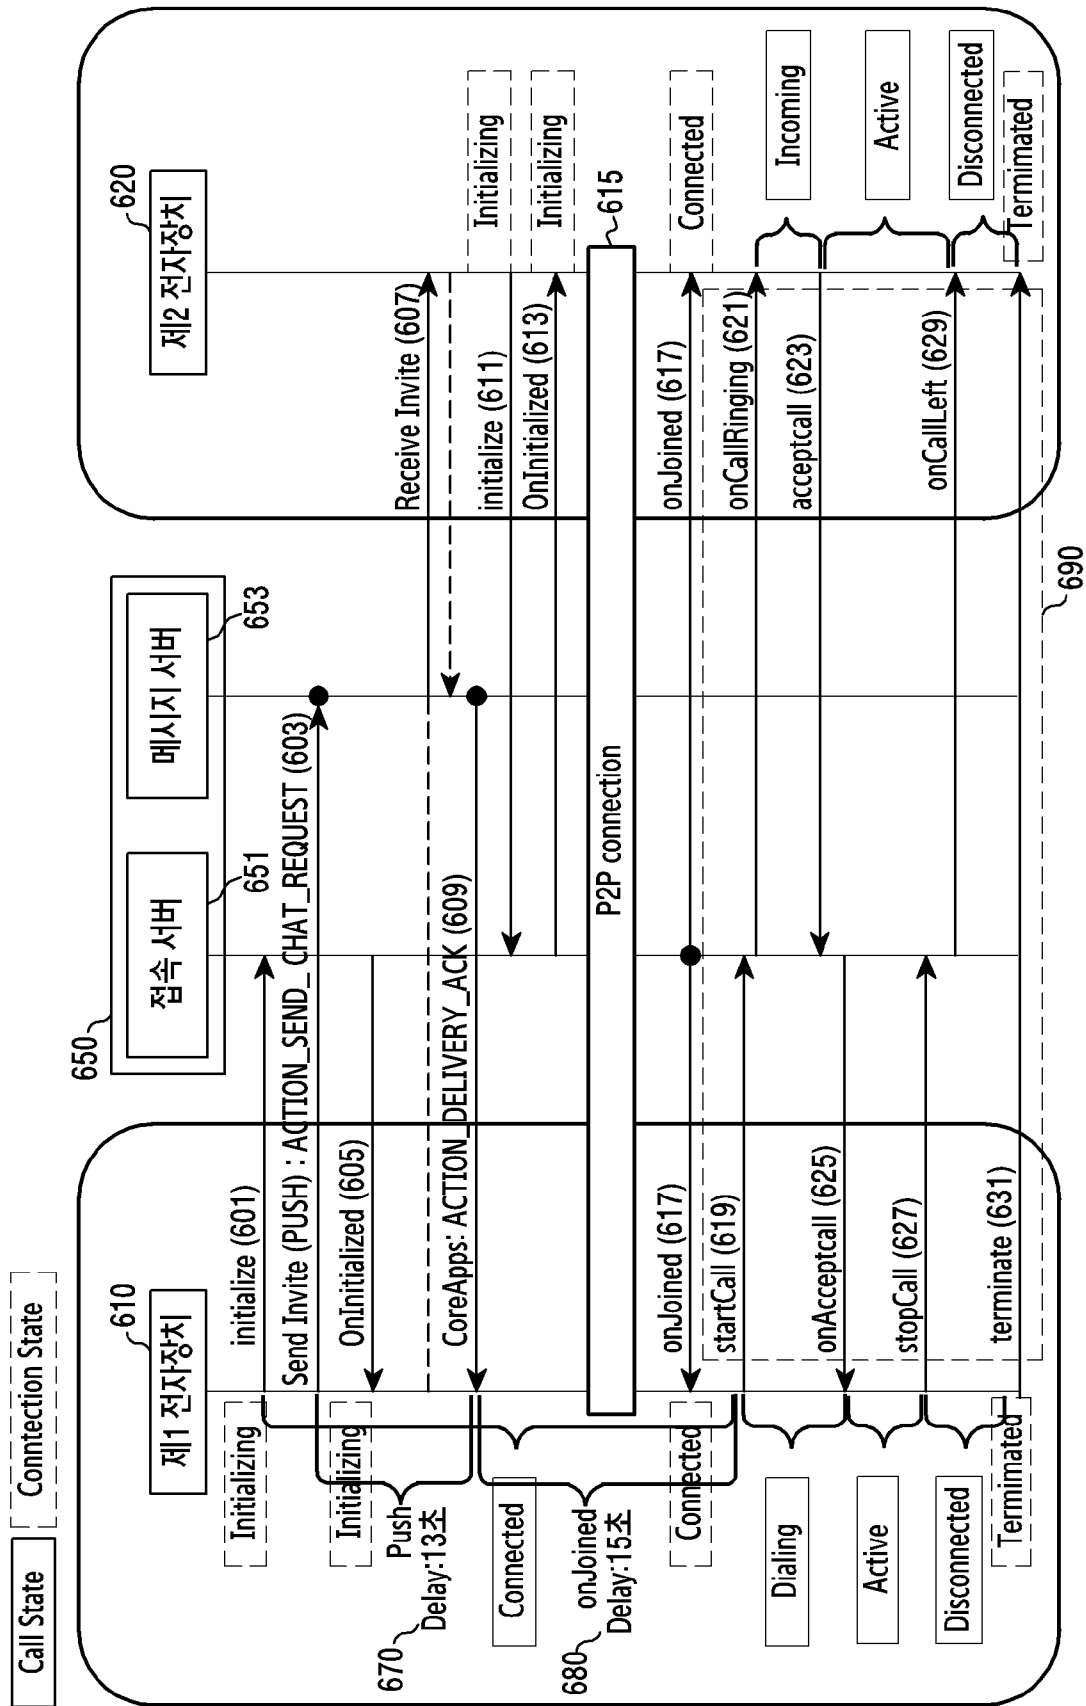 Call State
Conntection State
제1 전자장치
610
650
접속 서버
651
메시지 서버
653
제2 전자장치
620
Initializing
initialize (601)
Send Invite (PUSH) : ACTION_SEND_CHAT_REQUEST (603)
Initializing
OnInitialized (605)
Receive Invite (607)
670
Push
Delay:13초
CoreApps: ACTION_DELIVERY_ACK (609)
Initializing
initialize (611)
Connected
OnInitialized (613)
Initializing
680
onJoined
Delay:15초
P2P connection
615
Connected
onJoined (617)
onJoined (617)
Connected
startCall (619)
onCallRinging (621)
Dialing
Incoming
acceptcall (623)
onAcceptcall (625)
Active
Active
stopCall (627)
onCallLeft (629)
Disconnected
Disconnected
Termimated
terminate (631)
Termimated
690